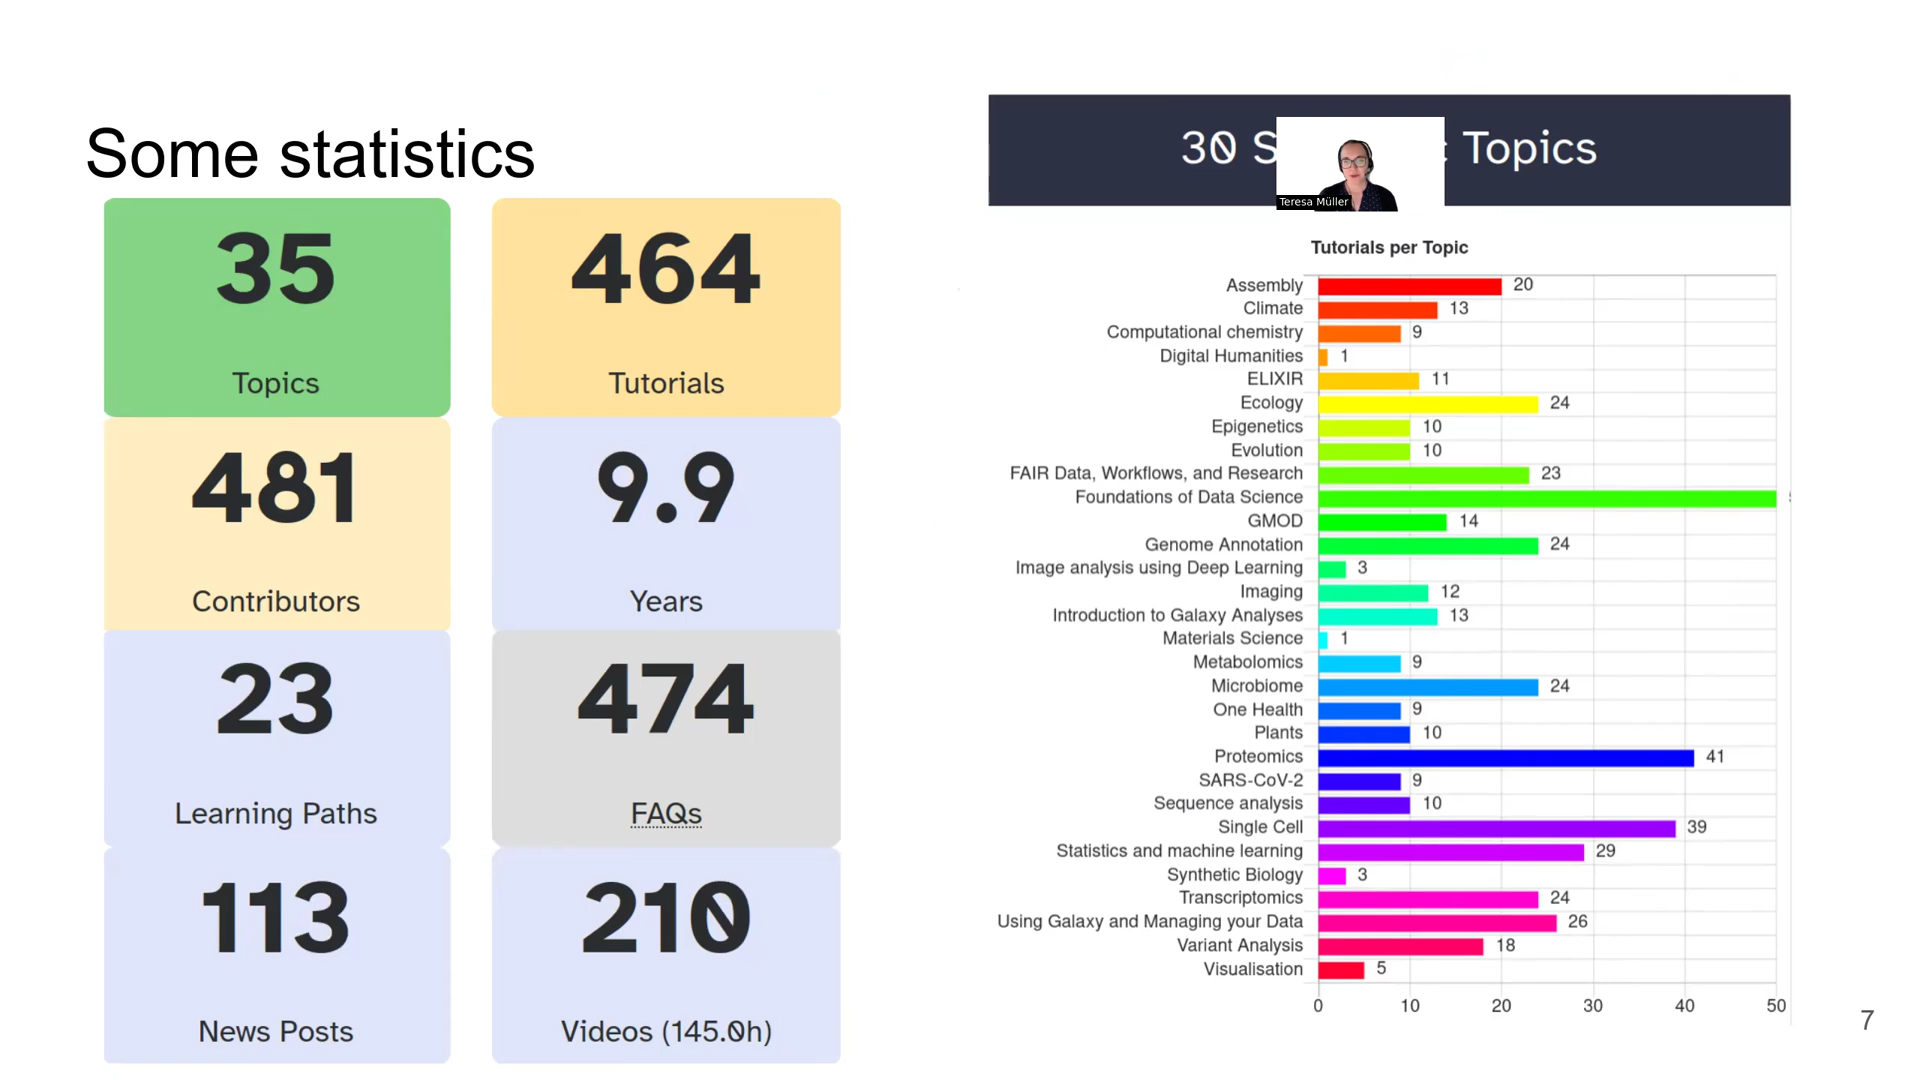 Some statistics
35
Topics
464
Tutorials
481
Contributors
9.9
Years
23
Learning Paths
474
FAQs
113
News Posts
210
Videos (145.0h)
30 S Topics
Teresa Müller
Tutorials per Topic
Assembly 20
Climate 13
Computational chemistry 9
Digital Humanities 1
ELIXIR 11
Ecology 24
Epigenetics 10
Evolution 10
FAIR Data, Workflows, and Research 23
Foundations of Data Science
GMOD 14
Genome Annotation 24
Image analysis using Deep Learning 3
Imaging 12
Introduction to Galaxy Analyses 13
Materials Science 1
Metabolomics 9
Microbiome 24
One Health 9
Plants 10
Proteomics 41
SARS-CoV-2 9
Sequence analysis 10
Single Cell 39
Statistics and machine learning 29
Synthetic Biology 3
Transcriptomics 24
Using Galaxy and Managing your Data 26
Variant Analysis 18
Visualisation 5
0 10 20 30 40 50
7